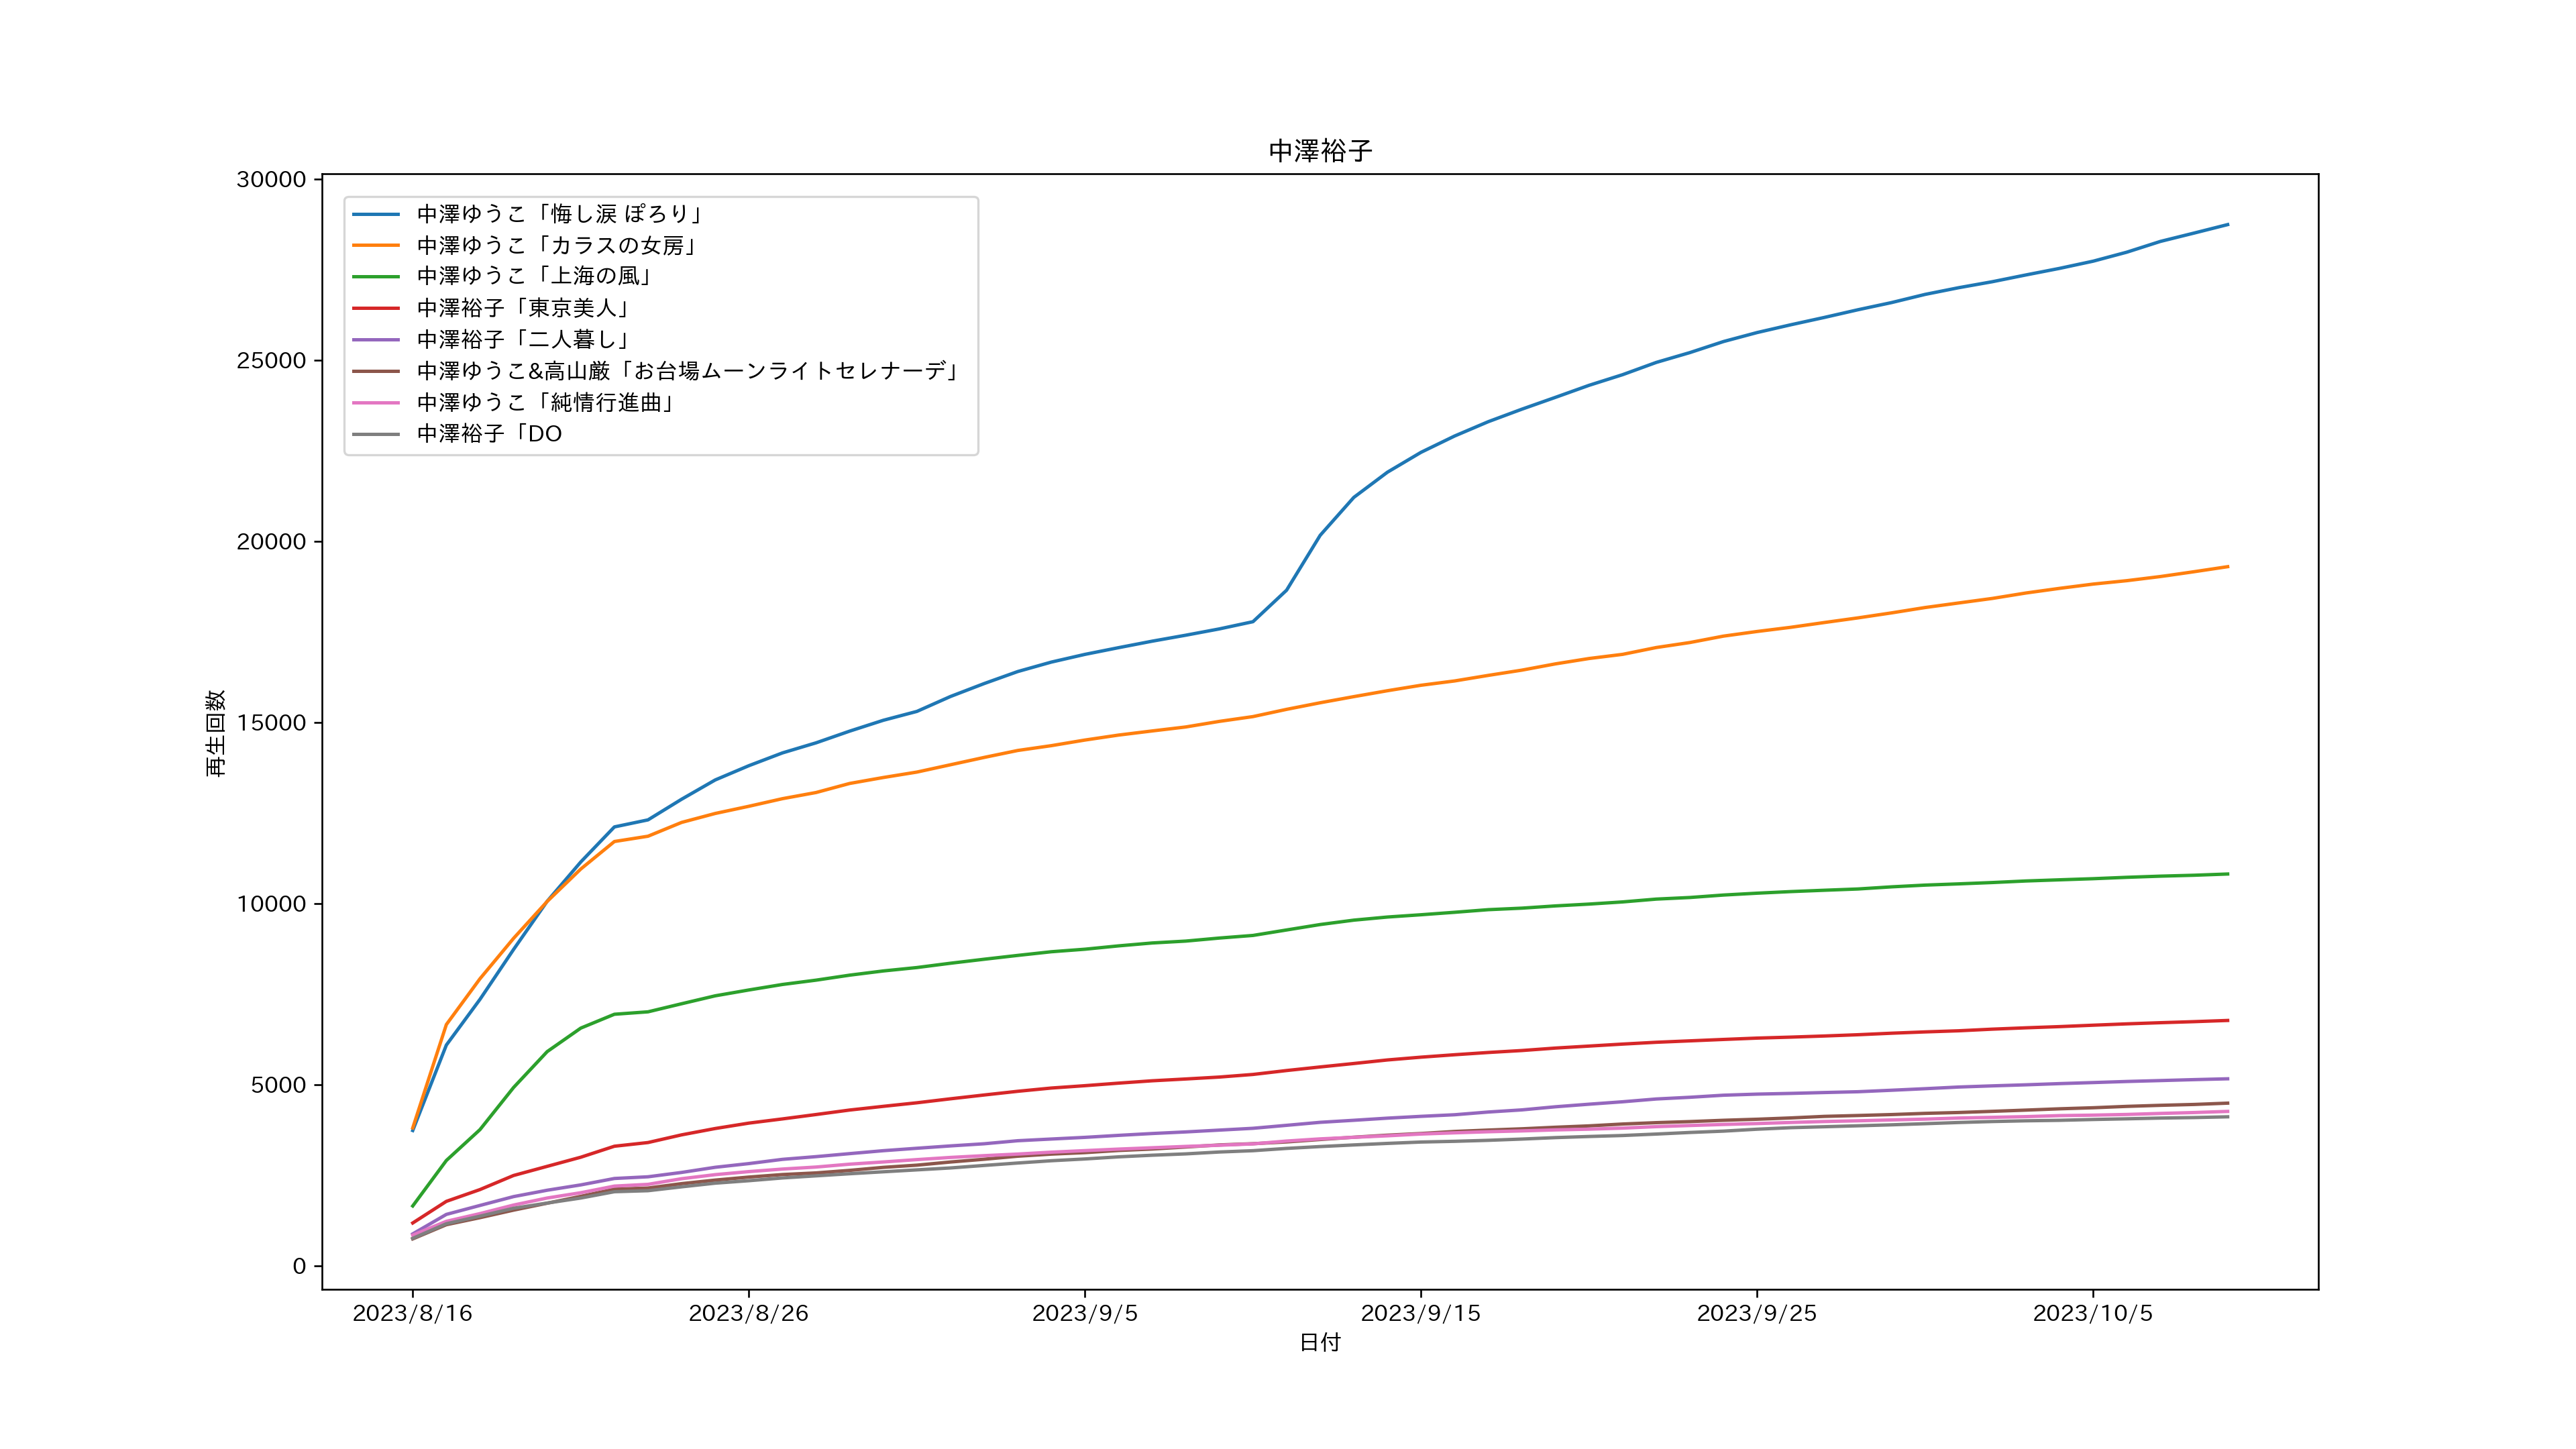 中澤裕子
30000
25000
20000
15000
10000
5000
0
再生回数
中澤ゆうこ「悔し涙 ぽろり」
中澤ゆうこ「カラスの女房」
中澤ゆうこ「上海の風」
中澤裕子「東京美人」
中澤裕子「二人暮し」
中澤ゆうこ&高山厳「お台場ムーンライトセレナーデ」
中澤ゆうこ「純情行進曲」
中澤裕子「DO
2023/8/16 2023/8/26 2023/9/5 2023/9/15 2023/9/25 2023/10/5
日付